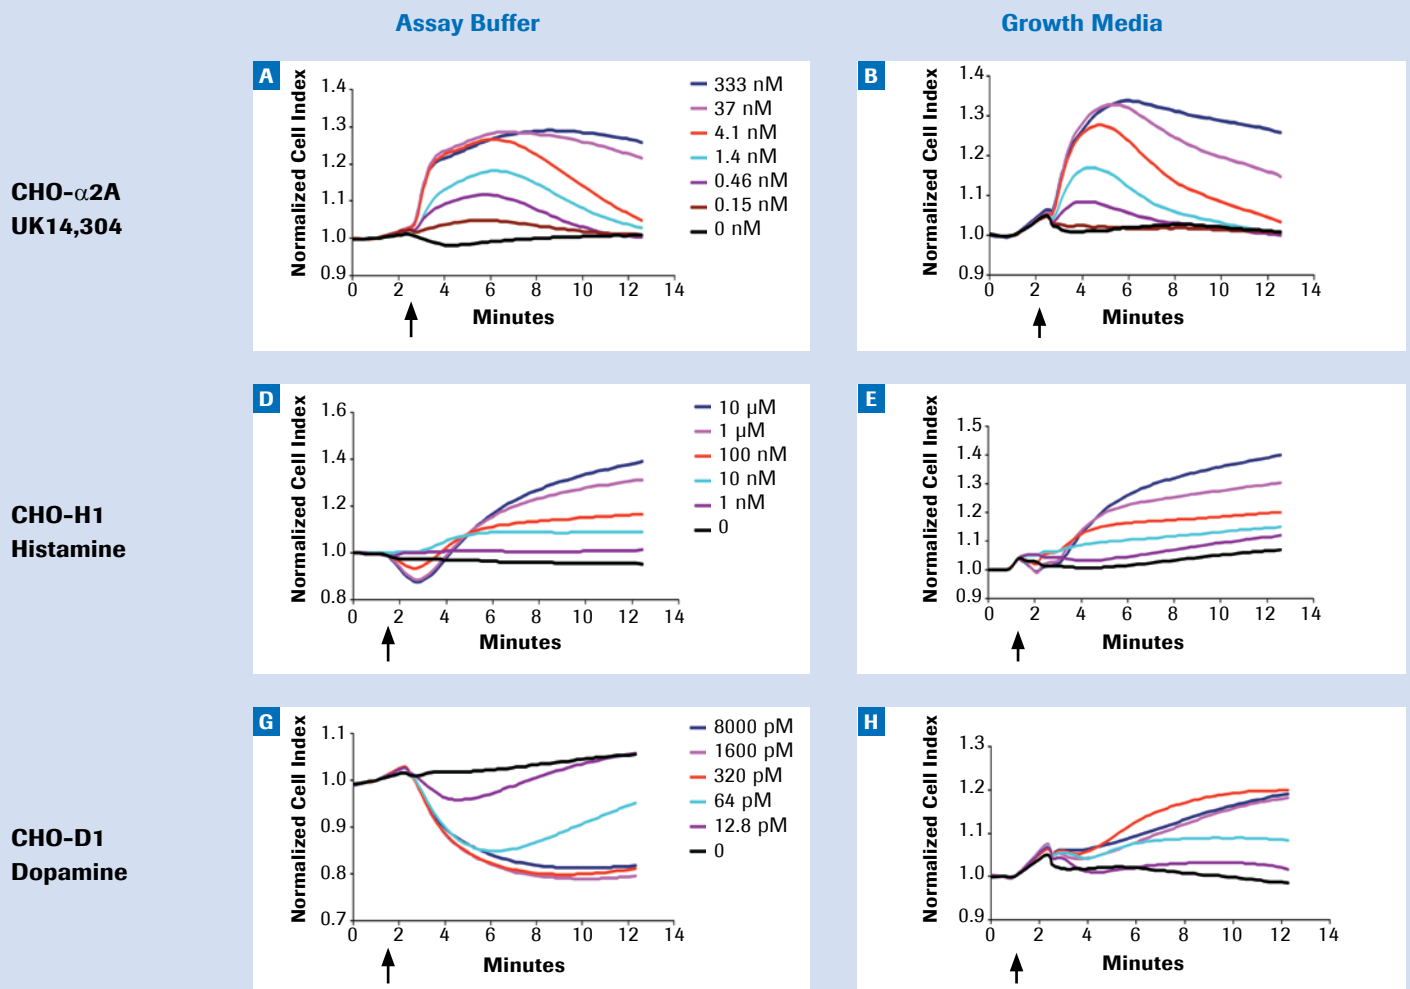 Assay Buffer
Growth Media
CHO-α2A
UK14,304
A
Normalized Cell Index
1.4
1.3
1.2
1.1
1.0
0.9
0 2 4 6 8 10 12 14
Minutes
333 nM
37 nM
4.1 nM
1.4 nM
0.46 nM
0.15 nM
0 nM
B
Normalized Cell Index
1.4
1.3
1.2
1.1
1.0
0.9
0 2 4 6 8 10 12 14
Minutes
CHO-H1
Histamine
D
Normalized Cell Index
1.6
1.4
1.2
1.0
0.8
0 2 4 6 8 10 12 14
Minutes
10 µM
1 µM
100 nM
10 nM
1 nM
0
E
Normalized Cell Index
1.5
1.4
1.3
1.2
1.1
1.0
0.9
0 2 4 6 8 10 12 14
Minutes
CHO-D1
Dopamine
G
Normalized Cell Index
1.1
1.0
0.9
0.8
0.7
0 2 4 6 8 10 12 14
Minutes
8000 pM
1600 pM
320 pM
64 pM
12.8 pM
0
H
Normalized Cell Index
1.3
1.2
1.1
1.0
0.9
0 2 4 6 8 10 12 14
Minutes